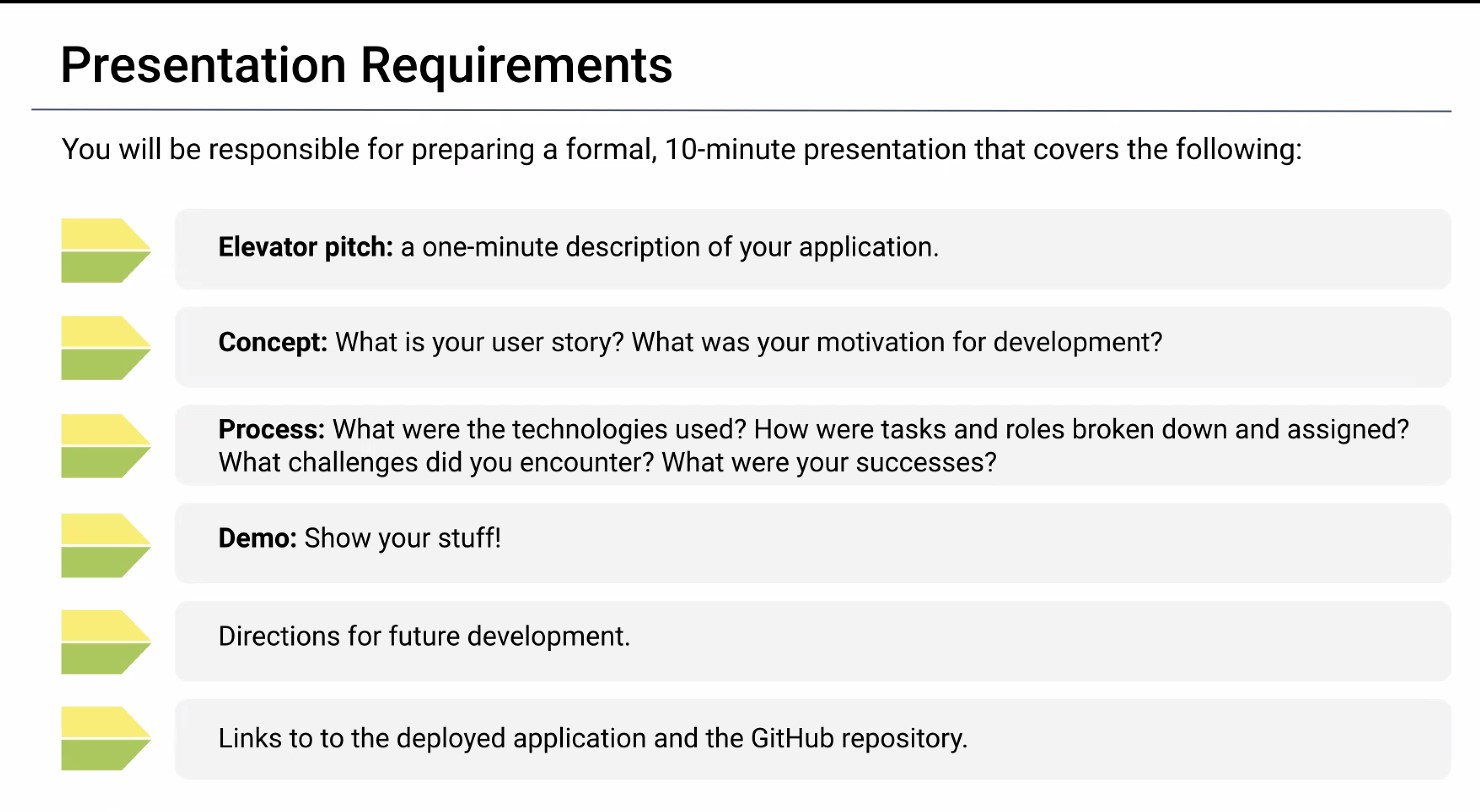 Presentation Requirements
You will be responsible for preparing a formal, 10-minute presentation that covers the following:
Elevator pitch: a one-minute description of your application.
Concept: What is your user story? What was your motivation for development?
Process: What were the technologies used? How were tasks and roles broken down and assigned?
What challenges did you encounter? What were your successes?
Demo: Show your stuff!
Directions for future development.
Links to to the deployed application and the GitHub repository.